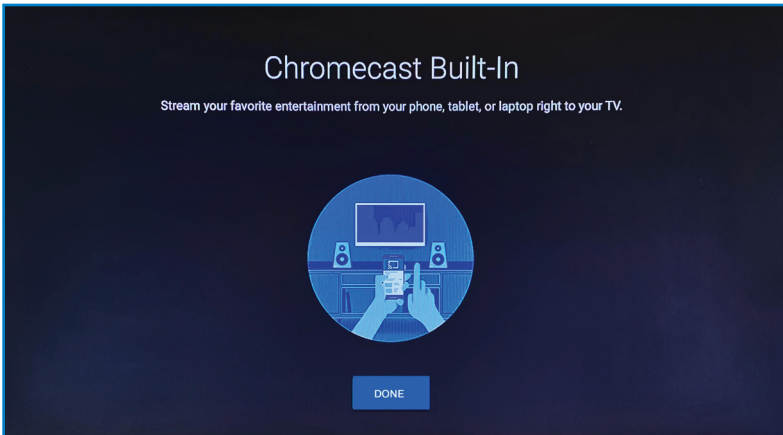 Chromecast Built-In
Stream your favorite entertainment from your phone, tablet, or laptop right to your TV.
DONE